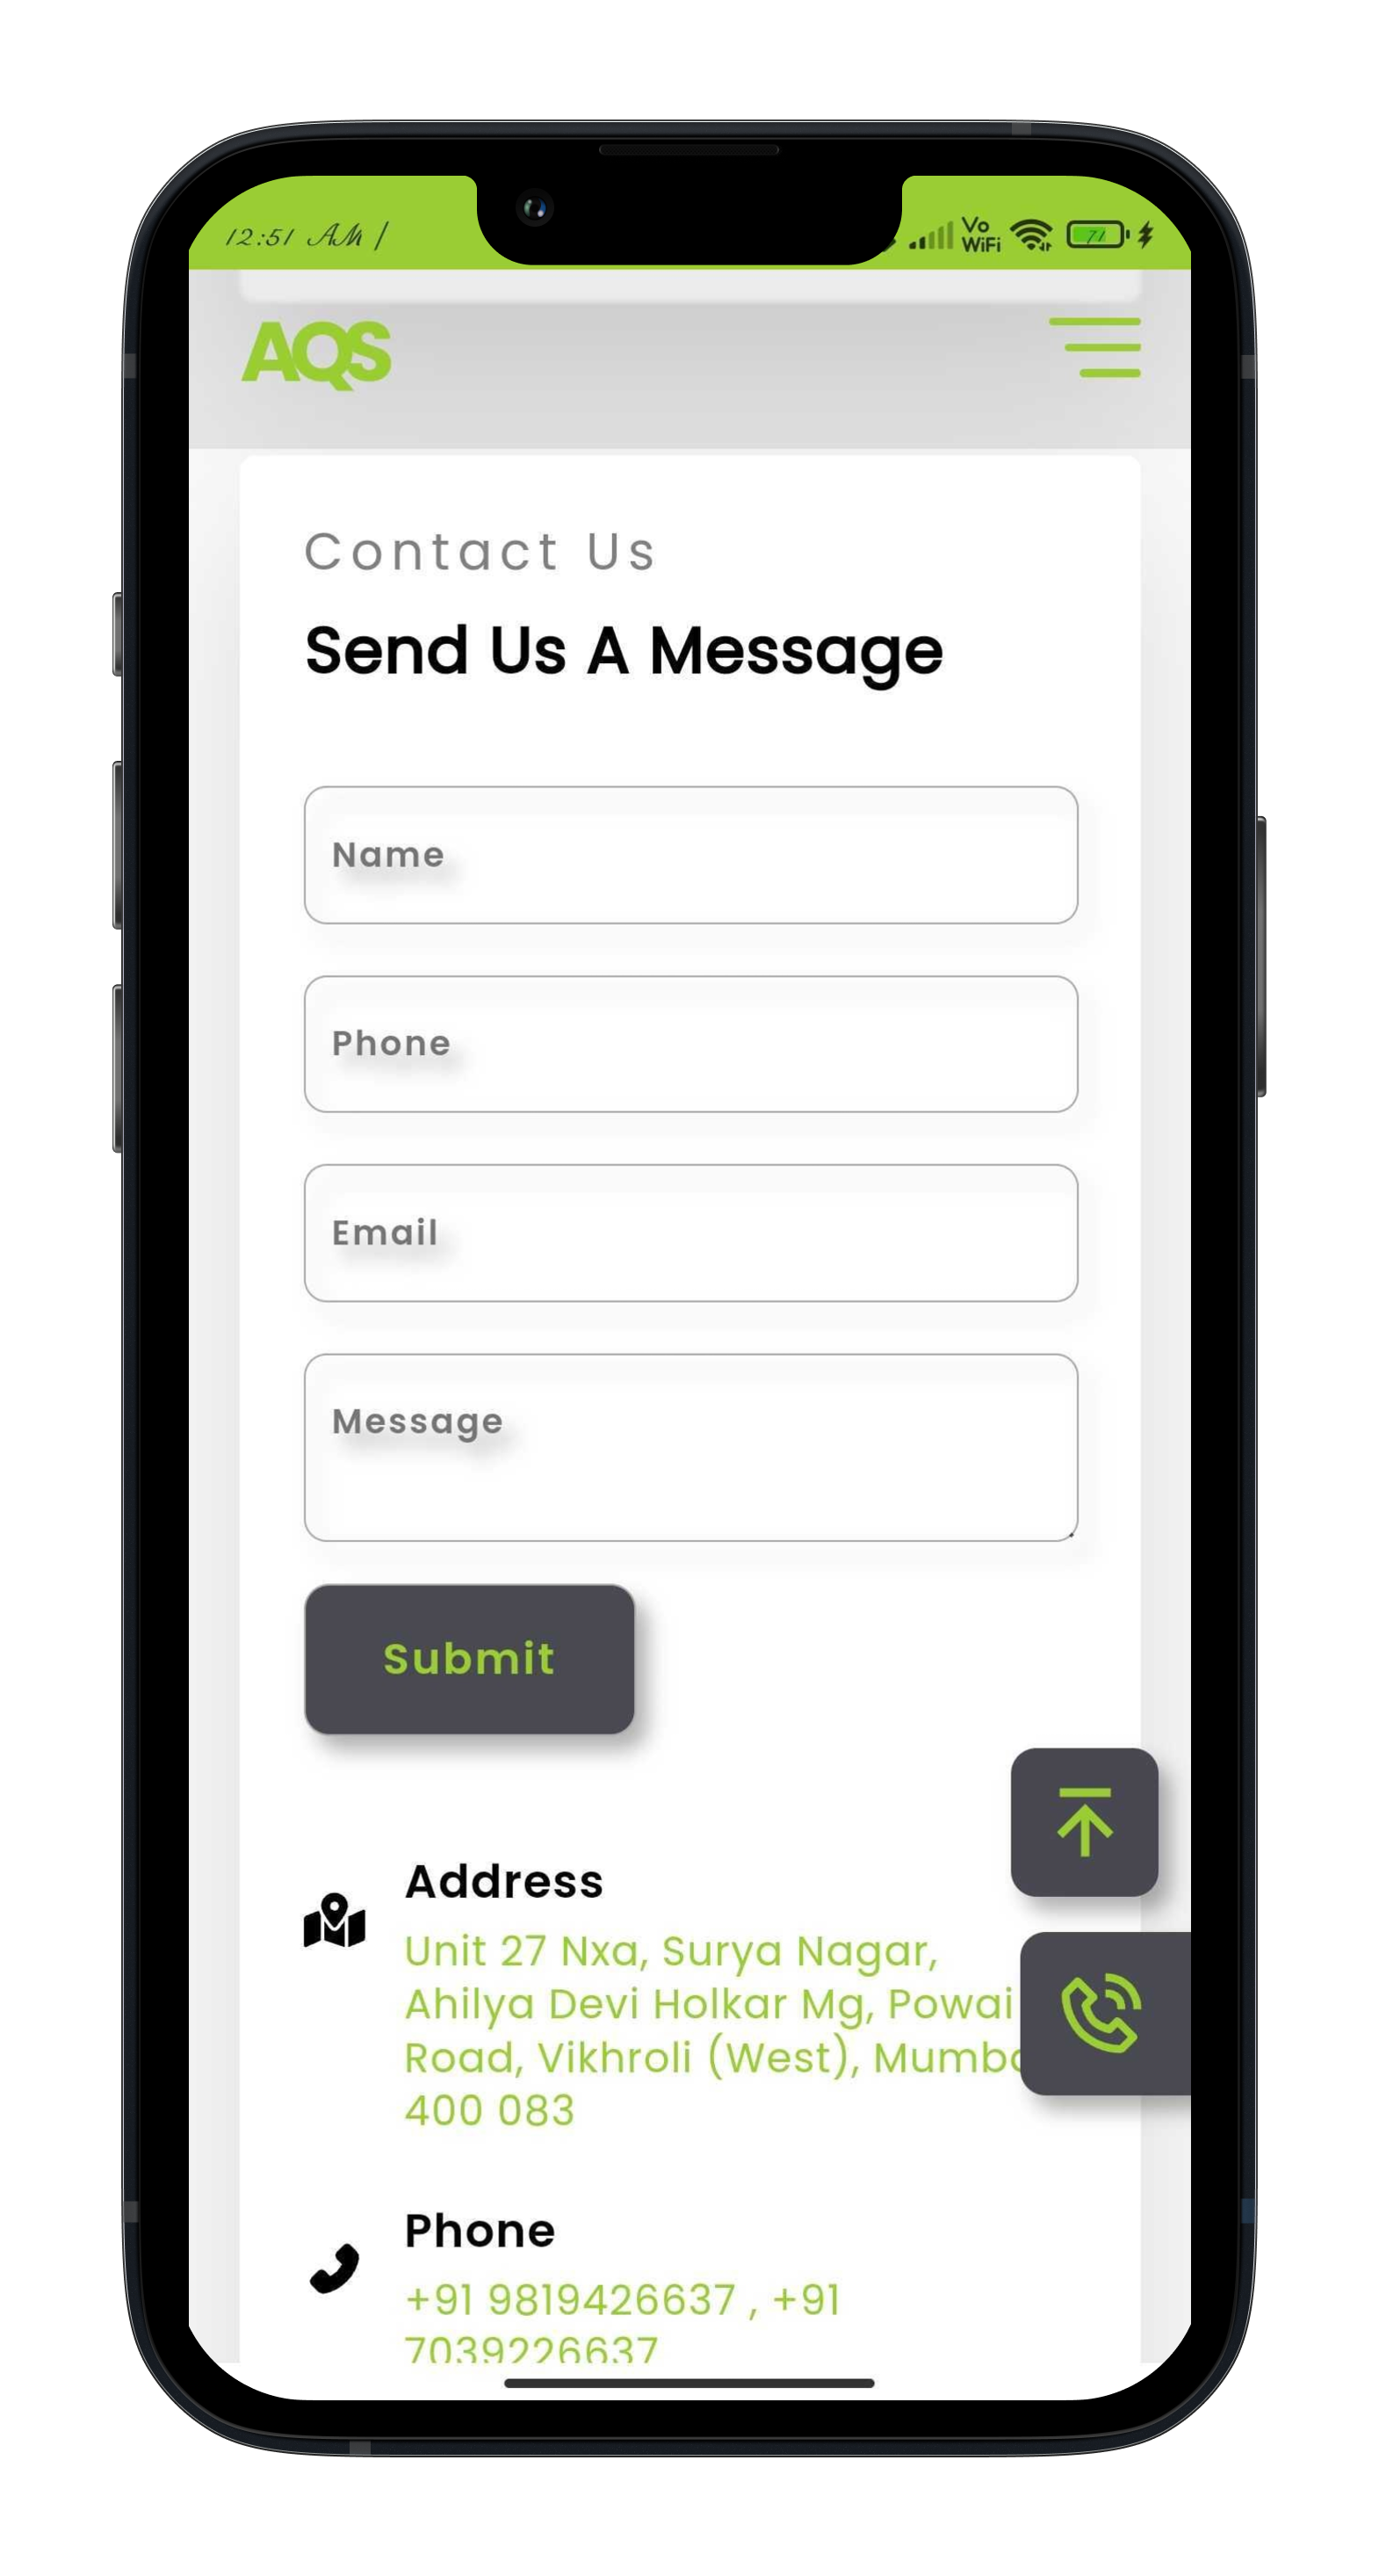 12:51 AM |
Vo
WiFi
71
AQS
Contact Us
Send Us A Message
Name
Phone
Email
Message
Submit
Address
Unit 27 Nxa, Surya Nagar,
Ahilya Devi Holkar Mg, Powai
Road, Vikhroli (West),
400 083
Phone
+91 9819426637 , +91
7039226637